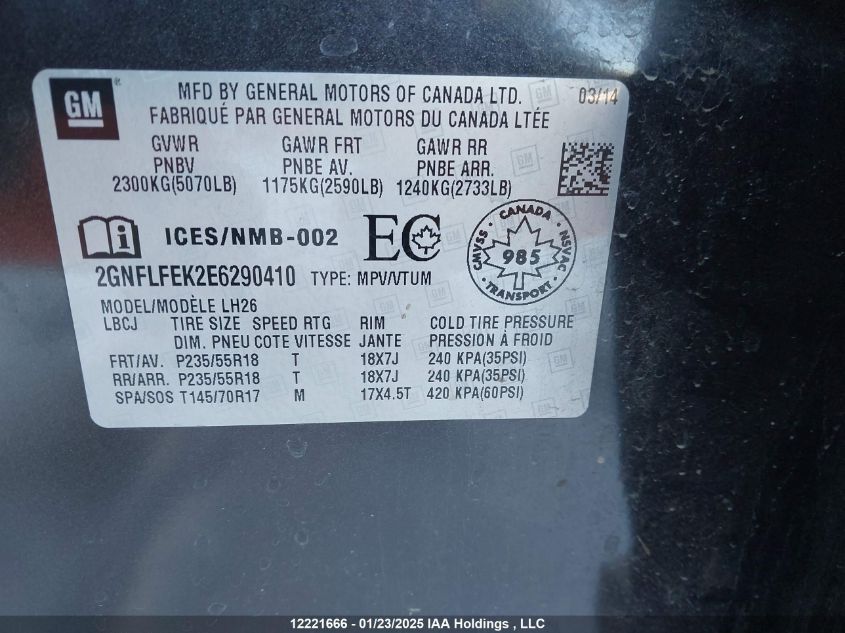 GM
MFD BY GENERAL MOTORS OF CANADA LTD. 03/14
FABRIQUÉ PAR GENERAL MOTORS DU CANADA LTÉE
GVWR GAWR FRT GAWR RR
PNBV PNBE AV. PNBE ARR.
2300KG(5070LB) 1175KG(2590LB) 1240KG(2733LB)
ICES/NMB-002 EC
CANADA
CMVSS 985 NSVAC
TRANSPORT
2GNFLFEK2E6290410 TYPE: MPV/VTUM
MODEL/MODÈLE LH26
LBCJ TIRE SIZE SPEED RTG RIM COLD TIRE PRESSURE
DIM. PNEU COTE VITESSE JANTE PRESSION À FROID
FRT/AV. P235/55R18 T 18X7J 240 KPA(35PSI)
RR/ARR. P235/55R18 T 18X7J 240 KPA(35PSI)
SPA/SOS T145/70R17 M 17X4.5T 420 KPA(60PSI)
12221666 - 01/23/2025 IAA Holdings , LLC